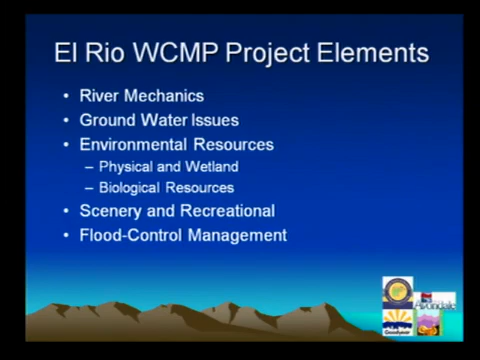 El Rio WCMP Project Elements
• River Mechanics
• Ground Water Issues
• Environmental Resources
– Physical and Wetland
– Biological Resources
• Scenery and Recreational
• Flood-Control Management
Avondale